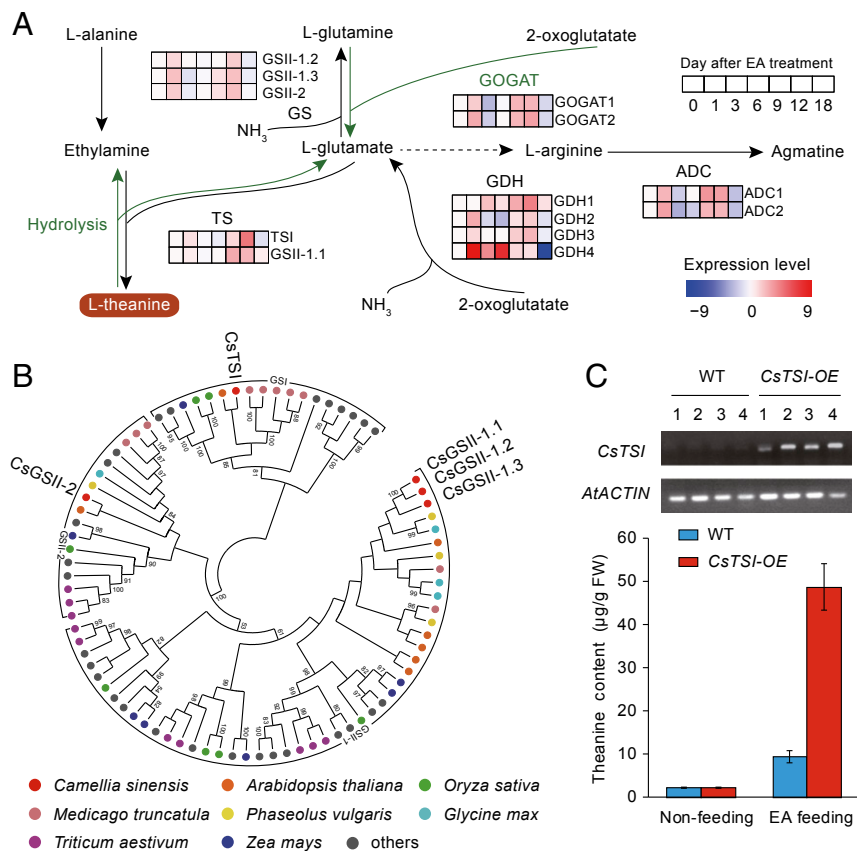 A
L-alanine
L-glutamine
2-oxoglutatate
GSII-1.2
GSII-1.3
GSII-2
GOGAT
Day after EA treatment
0 1 3 6 9 12 18
GS
NH3
GOGAT1
GOGAT2
Ethylamine
L-glutamate
L-arginine
Agmatine
GDH
ADC
Hydrolysis
TS
TSI
GSII-1.1
GDH1
GDH2
GDH3
GDH4
ADC1
ADC2
L-theanine
NH3
2-oxoglutatate
Expression level
−9 0 9
B
CsTSI
GSI
CsGSII-1.1
CsGSII-1.2
CsGSII-1.3
CsGSII-2
GSII-2
GSII-1
Camellia sinensis
Arabidopsis thaliana
Oryza sativa
Medicago truncatula
Phaseolus vulgaris
Glycine max
Triticum aestivum
Zea mays
others
C
WT CsTSI-OE
1 2 3 4 1 2 3 4
CsTSI
AtACTIN
WT
CsTSI-OE
Theanine content (µg/g FW)
60
50
40
30
20
10
0
Non-feeding
EA feeding